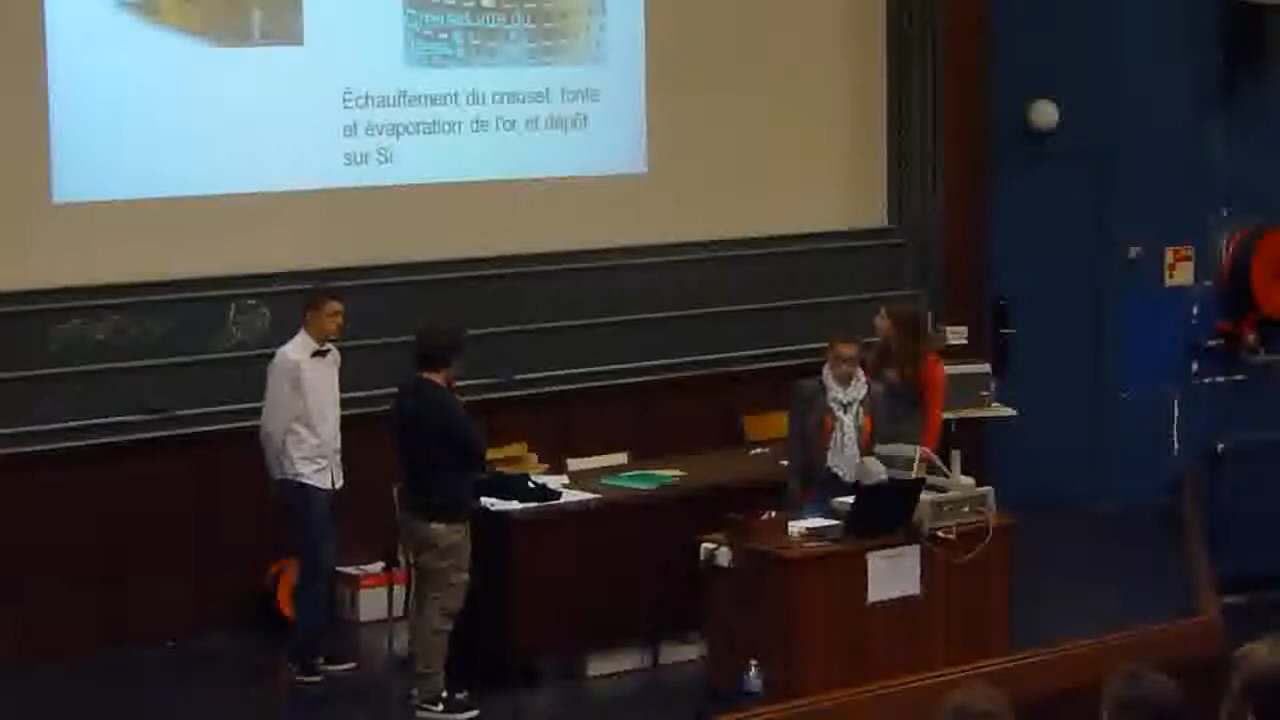 Échauffement du creuset, fonte
et évaporation de l'or et dépôt
sur Si